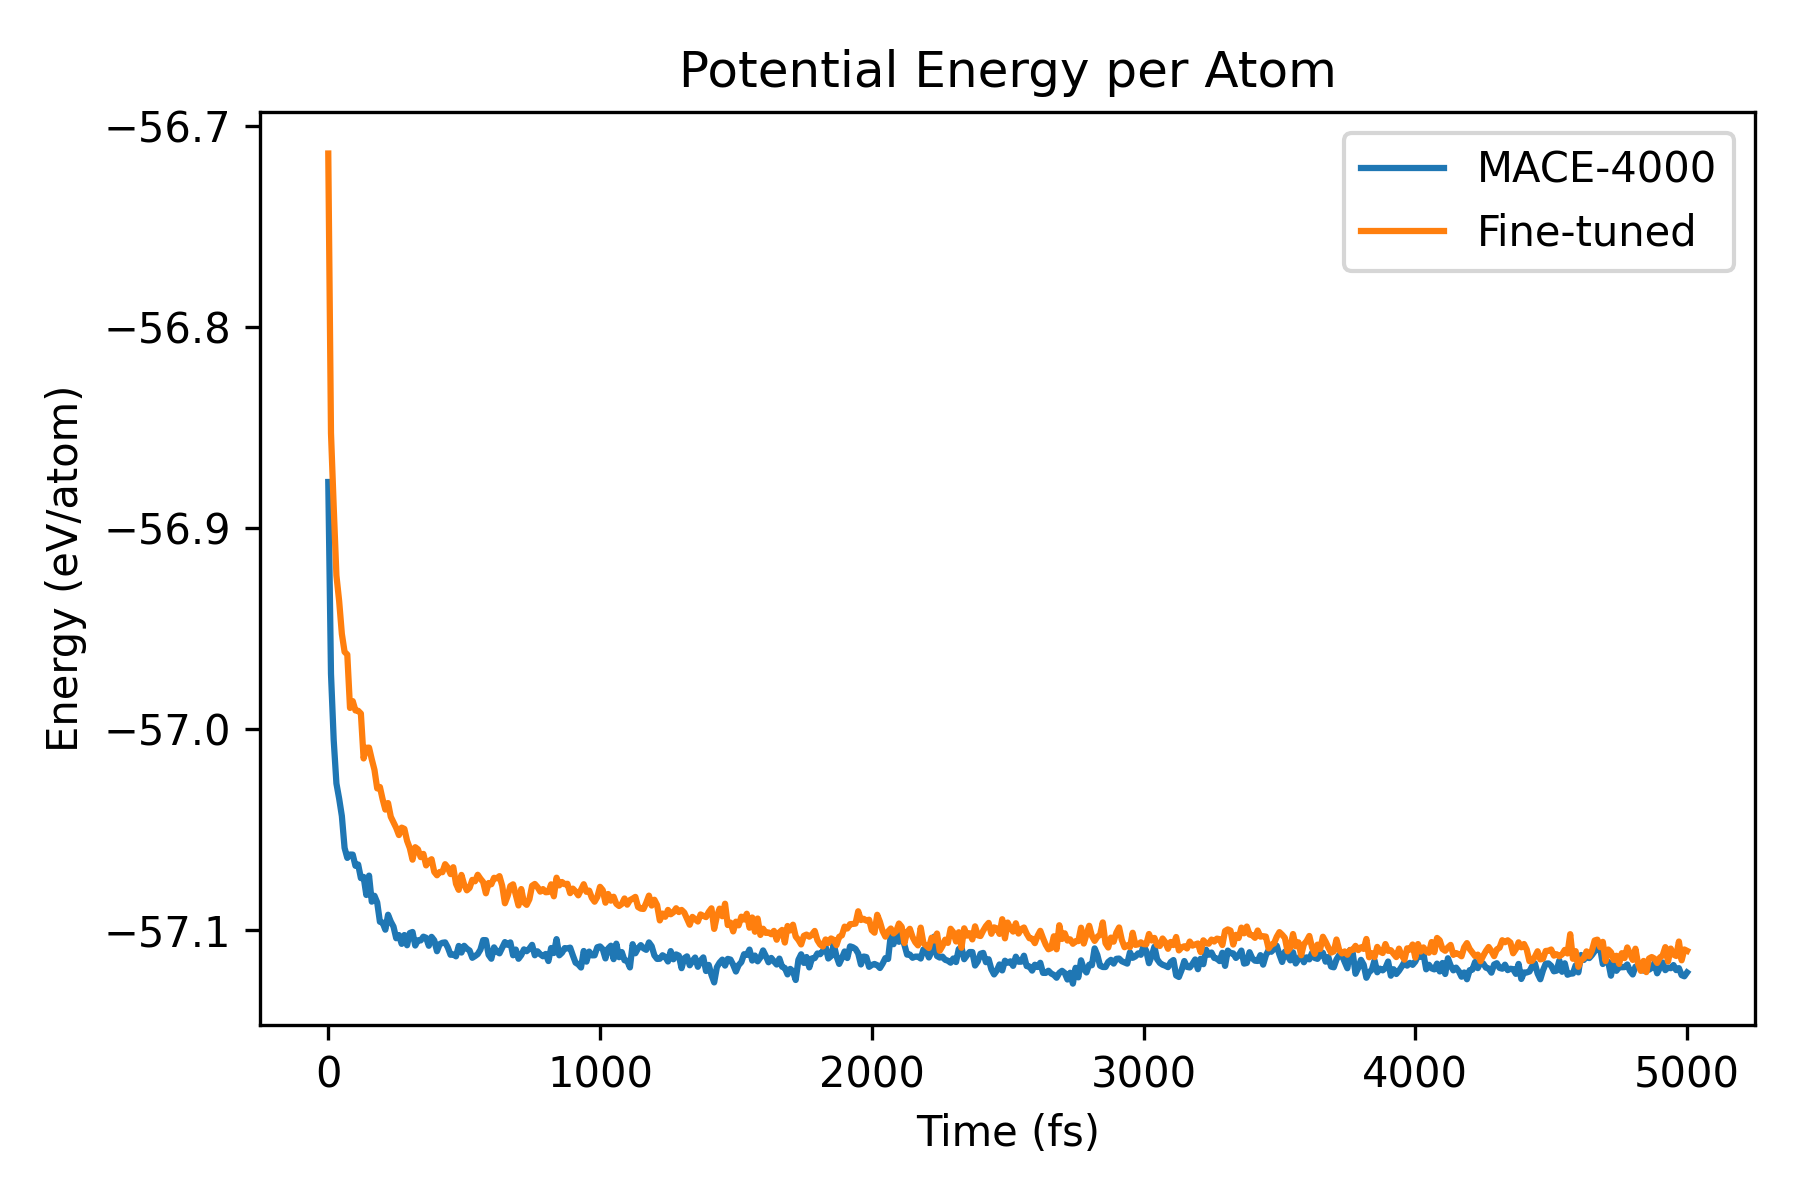 Potential Energy per Atom
MACE-4000
Fine-tuned
−56.7
−56.8
−56.9
−57.0
−57.1
Energy (eV/atom)
0 1000 2000 3000 4000 5000
Time (fs)